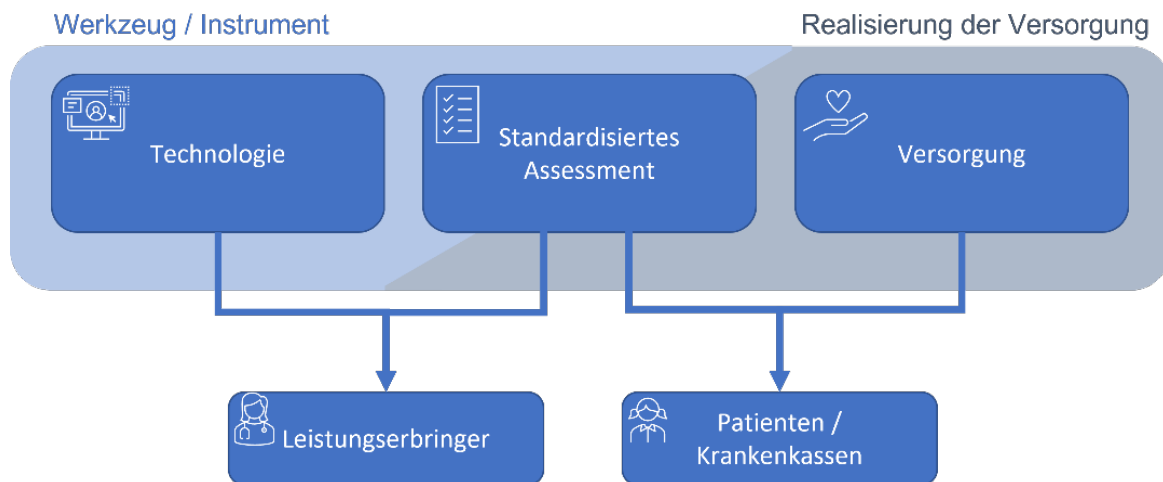 Werkzeug / Instrument
Realisierung der Versorgung
Technologie
Standardisiertes
Assessment
Versorgung
Leistungserbringer
Patienten /
Krankenkassen